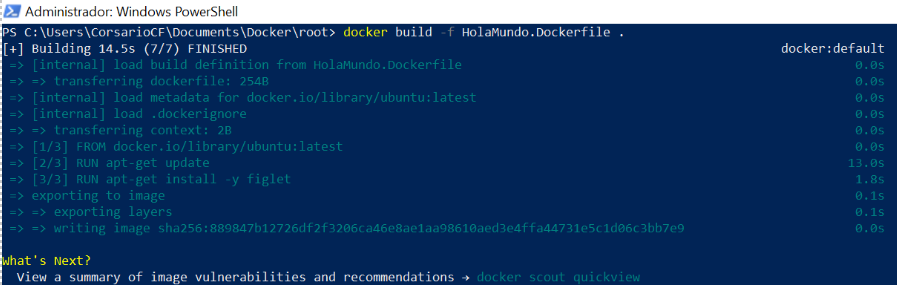 Administrador: Windows PowerShell
PS C:\Users\CorsarioCF\Documents\Docker\root> docker build -f HolaMundo.Dockerfile .
[+] Building 14.5s (7/7) FINISHED docker:default
=> [internal] load build definition from HolaMundo.Dockerfile 0.0s
=> => transferring dockerfile: 254B 0.0s
=> [internal] load metadata for docker.io/library/ubuntu:latest 0.0s
=> [internal] load .dockerignore 0.0s
=> => transferring context: 2B 0.0s
=> [1/3] FROM docker.io/library/ubuntu:latest 0.0s
=> [2/3] RUN apt-get update 13.0s
=> [3/3] RUN apt-get install -y figlet 1.8s
=> exporting to image 0.1s
=> => exporting layers 0.1s
=> => writing image sha256:889847b12726df2f3206ca46e8ae1aa98610aed3e4ffa44731e5c1d06c3bb7e9 0.0s
What's Next?
View a summary of image vulnerabilities and recommendations → docker scout quickview